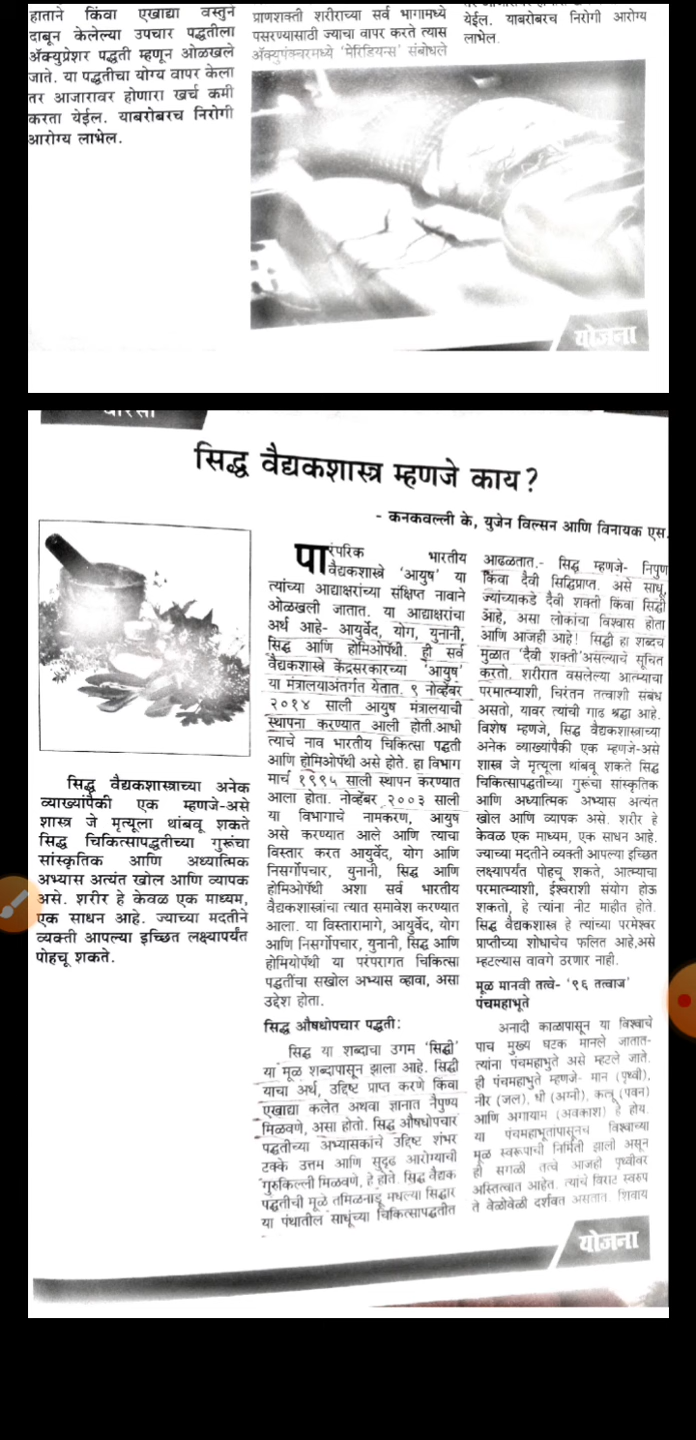 हाताने किंवा एखाद्या वस्तुने
दाबून केलेल्या उपचार पद्धतीला
अ‍ॅक्युप्रेशर पद्धती म्हणून ओळखले
जाते. या पद्धतीचा योग्य वापर केला
तर आजारावर होणारा खर्च कमी
करता येईल. याबरोबरच निरोगी
आरोग्य लाभेल.
प्राणशक्ती शरीराच्या सर्व भागामध्ये
पसरण्यासाठी ज्याचा वापर करते त्यास
अ‍ॅक्युपंक्चरमध्ये 'मेरिडियन्स' संबोधले
येईल. याबरोबरच निरोगी आरोग्य
लाभेल.
योजना
सिद्ध वैद्यकशास्त्र म्हणजे काय?
- कनकवल्ली के, युजेन विल्सन आणि विनायक एस.
सिद्ध वैद्यकशास्त्राच्या अनेक
व्याख्यांपैकी एक म्हणजे-असे
शास्त्र जे मृत्यूला थांबवू शकते
सिद्ध चिकित्सापद्धतीच्या गुरूंचा
सांस्कृतिक आणि अध्यात्मिक
अभ्यास अत्यंत खोल आणि व्यापक
असे. शरीर हे केवळ एक माध्यम,
एक साधन आहे. ज्याच्या मदतीने
व्यक्ती आपल्या इच्छित लक्ष्यापर्यंत
पोहचू शकते.
पारंपरिक भारतीय
वैद्यकशास्त्रे 'आयुष' या
त्यांच्या आद्याक्षरांच्या संक्षिप्त नावाने
ओळखली जातात. या आद्याक्षरांचा
अर्थ आहे- आयुर्वेद, योग, युनानी,
सिद्ध आणि होमिओपॅथी. ही सर्व
वैद्यकशास्त्रे केंद्रसरकारच्या 'आयुष'
या मंत्रालयाअंतर्गत येतात. ९ नोव्हेंबर
२०१४ साली आयुष मंत्रालयाची
स्थापना करण्यात आली होती.आधी
त्याचे नाव भारतीय चिकित्सा पद्धती
आणि होमिओपॅथी असे होते. हा विभाग
मार्च १९९५ साली स्थापन करण्यात
आला होता. नोव्हेंबर २००३ साली
या विभागाचे नामकरण, आयुष
असे करण्यात आले आणि त्याचा
विस्तार करत आयुर्वेद, योग आणि
निसर्गोपचार, युनानी, सिद्ध आणि
होमिओपॅथी अशा सर्व भारतीय
वैद्यकशास्त्रांचा त्यात समावेश करण्यात
आला. या विस्तारामागे, आयुर्वेद, योग
आणि निसर्गोपचार, युनानी, सिद्ध आणि
होमियोपॅथी या परंपरागत चिकित्सा
पद्धतींचा सखोल अभ्यास व्हावा, असा
उद्देश होता.
सिद्ध औषधोपचार पद्धती:
सिद्ध या शब्दाचा उगम 'सिद्धी'
या मूळ शब्दापासून झाला आहे. सिद्धी
याचा अर्थ, उद्दिष्ट प्राप्त करणे किंवा
एखाद्या कलेत अथवा ज्ञानात नैपुण्य
मिळवणे, असा होतो. सिद्ध औषधोपचार
पद्धतीच्या अभ्यासकांचे उद्दिष्ट शंभर
टक्के उत्तम आणि सुदृढ आरोग्याची
गुरुकिल्ली मिळवणे, हे होते. सिद्ध वैद्यक
पद्धतीची मूळे तमिळनाडू मधल्या सिद्धार
या पंथातील साधूंच्या चिकित्सापद्धतीत
आढळतात.- सिद्ध म्हणजे- निपुण
किंवा दैवी सिद्धिप्राप्त. असे साधू,
ज्यांच्याकडे दैवी शक्ती किंवा सिद्धी
आहे, असा लोकांचा विश्वास होता
आणि आजही आहे! सिद्धी हा शब्दच
मुळात 'दैवी शक्ती'असल्याचे सूचित
करतो. शरीरात वसलेल्या आत्म्याचा
परमात्म्याशी, चिरंतन तत्वाशी संबंध
असतो, यावर त्यांची गाढ श्रद्धा आहे.
विशेष म्हणजे, सिद्ध वैद्यकशास्त्राच्या
अनेक व्याख्यांपैकी एक म्हणजे-असे
शास्त्र जे मृत्यूला थांबवू शकते सिद्ध
चिकित्सापद्धतीच्या गुरूंचा सांस्कृतिक
आणि अध्यात्मिक अभ्यास अत्यंत
खोल आणि व्यापक असे. शरीर हे
केवळ एक माध्यम, एक साधन आहे.
ज्याच्या मदतीने व्यक्ती आपल्या इच्छित
लक्ष्यापर्यंत पोहचू शकते, आत्म्याचा
परमात्म्याशी, ईश्वराशी संयोग होऊ
शकतो, हे त्यांना नीट माहीत होते.
सिद्ध वैद्यकशास्त्र हे त्यांच्या परमेश्वर
प्राप्तीच्या शोधाचेच फलित आहे,असे
म्हटल्यास वावगे ठरणार नाही.
मूळ मानवी तत्वे- '९६ तत्वाज'
पंचमहाभूते
अनादी काळापासून या विश्वाचे
पाच मुख्य घटक मानले जातात-
त्यांना पंचमहाभुते असे म्हटले जाते.
ही पंचमहाभुते म्हणजे- मान (पृथ्वी),
नीर (जल), थी (अग्नी), कत्रू (पवन)
आणि अगायाम (अवकाश) हे होय.
या पंचमहाभूतांपासूनच विश्वाच्या
मूळ स्वरूपाची निर्मिती झाली असून
ही सगळी तत्वे आजही पृथ्वीवर
अस्तित्वात आहेत. त्यांचे विराट स्वरुप
ते वेळोवेळी दर्शवत असतात. शिवाय
योजना